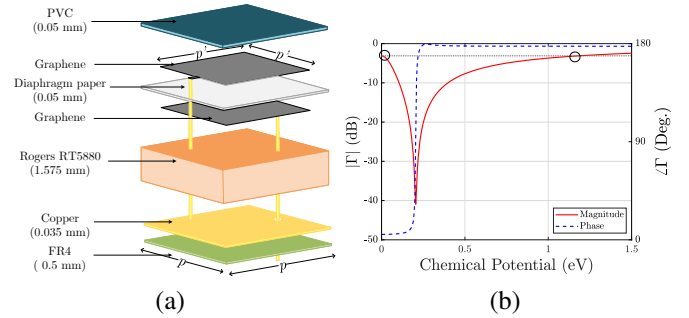 PVC
(0.05 mm)
p'
p'
Graphene
Diaphragm paper
(0.05 mm)
Graphene
Rogers RT5880
(1.575 mm)
Copper
(0.035 mm)
FR4
( 0.5 mm)
p
p
(a)
0
-10
-20
-30
-40
-50
|Γ| (dB)
180
90
0
∠Γ (Deg.)
Magnitude
Phase
0
0.5
1
1.5
Chemical Potential (eV)
(b)